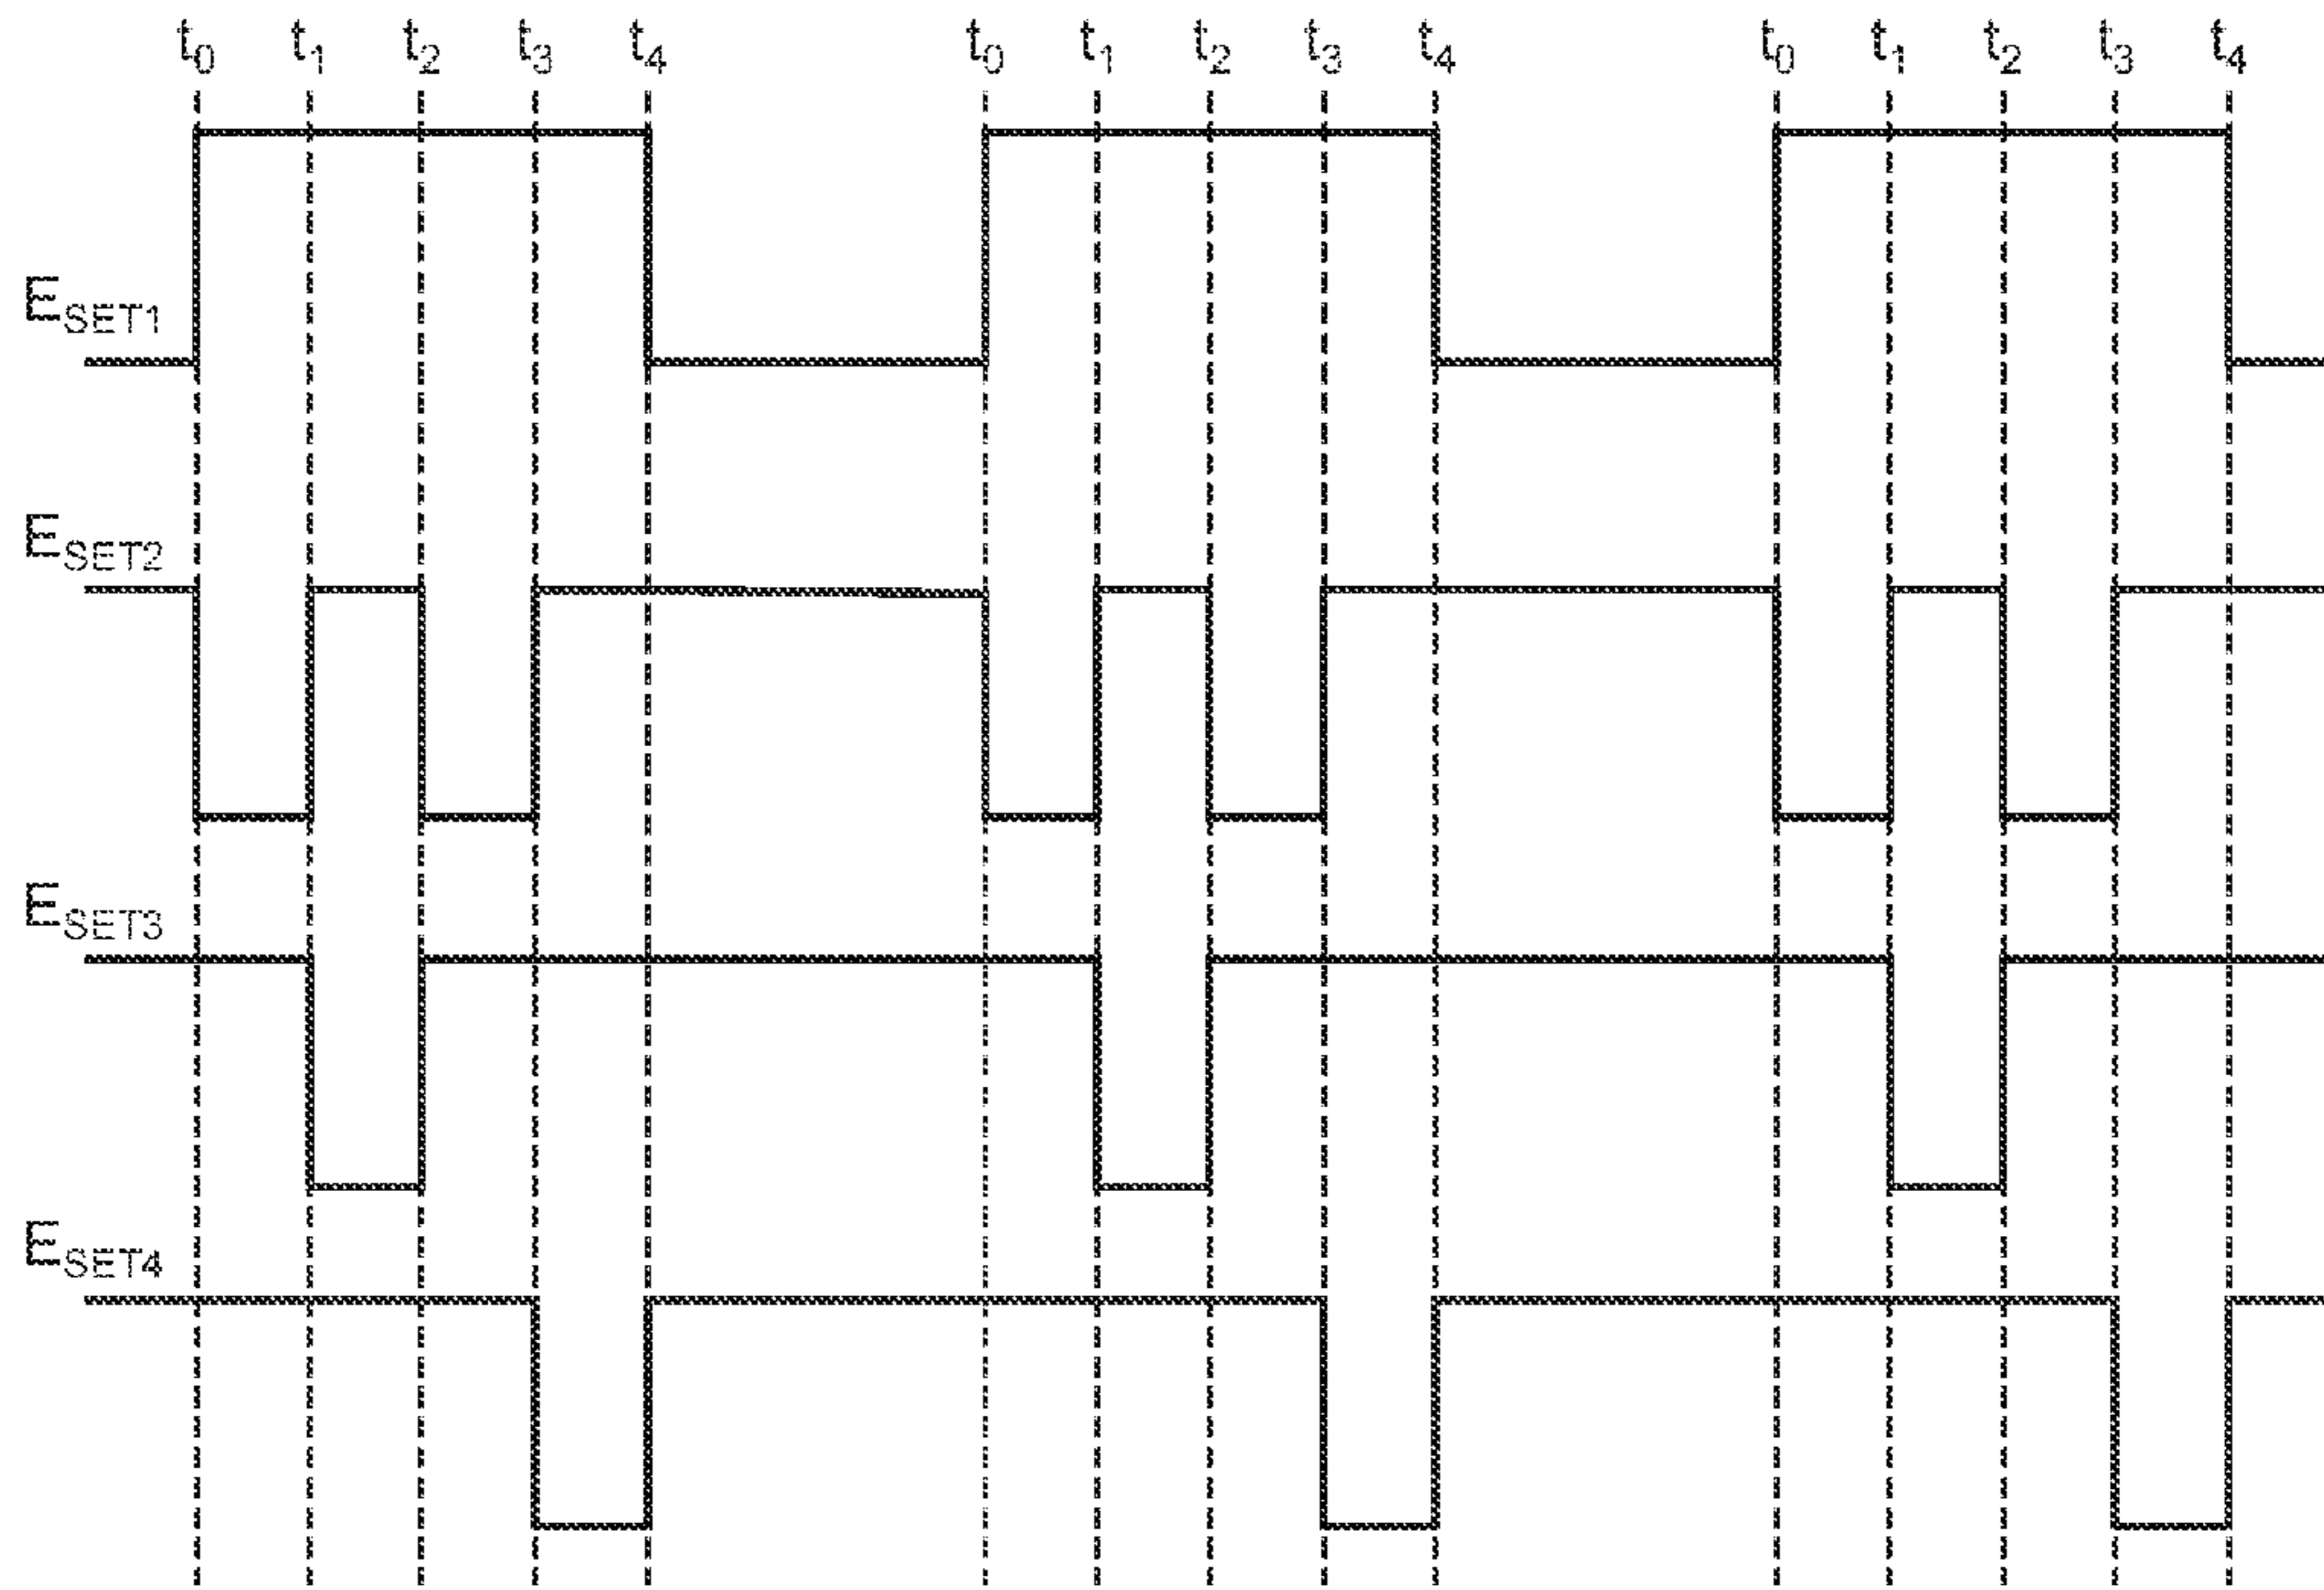 t0 t1 t2 t3 t4 t0 t1 t2 t3 t4 t0 t1 t2 t3 t4
ESET1
ESET2
ESET3
ESET4